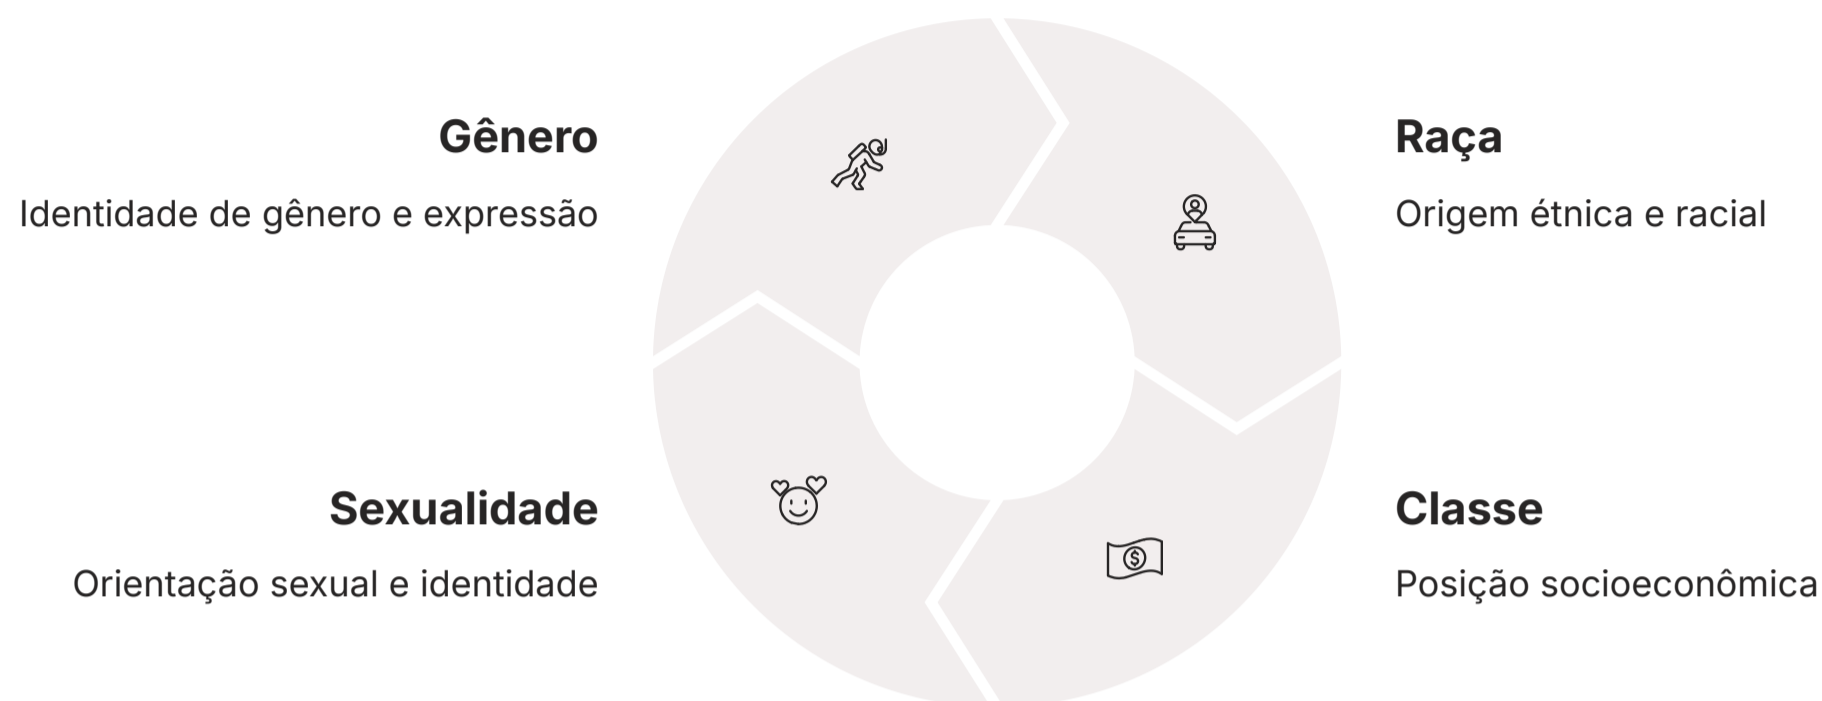 Gênero
Identidade de gênero e expressão
Raça
Origem étnica e racial
Sexualidade
Orientação sexual e identidade
Classe
Posição socioeconômica
$